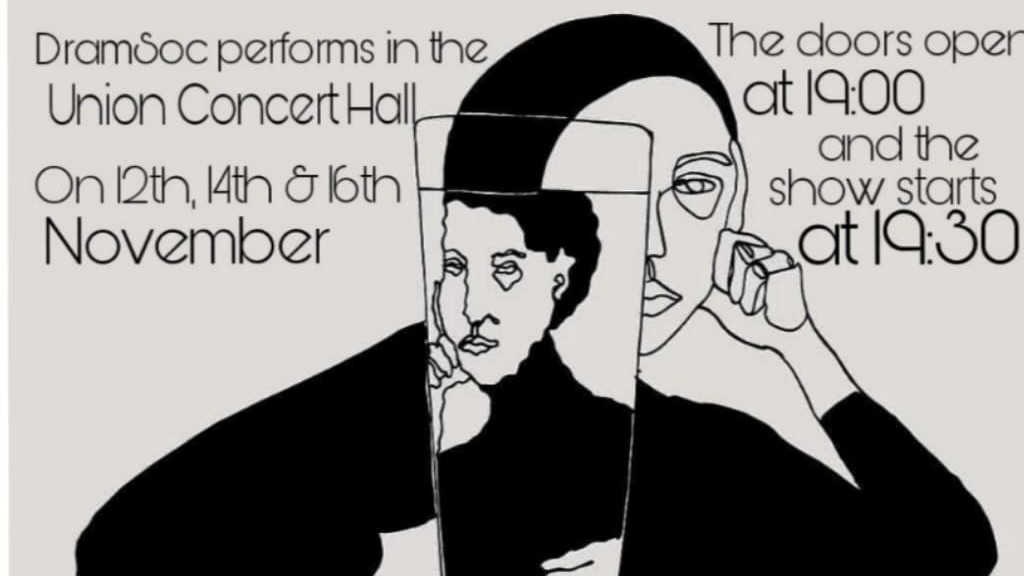 DramSoc performs in the
Union Concert Hall
On 12th, 14th & 16th
November
The doors open
at 19:00
and the
show starts
at 19:30